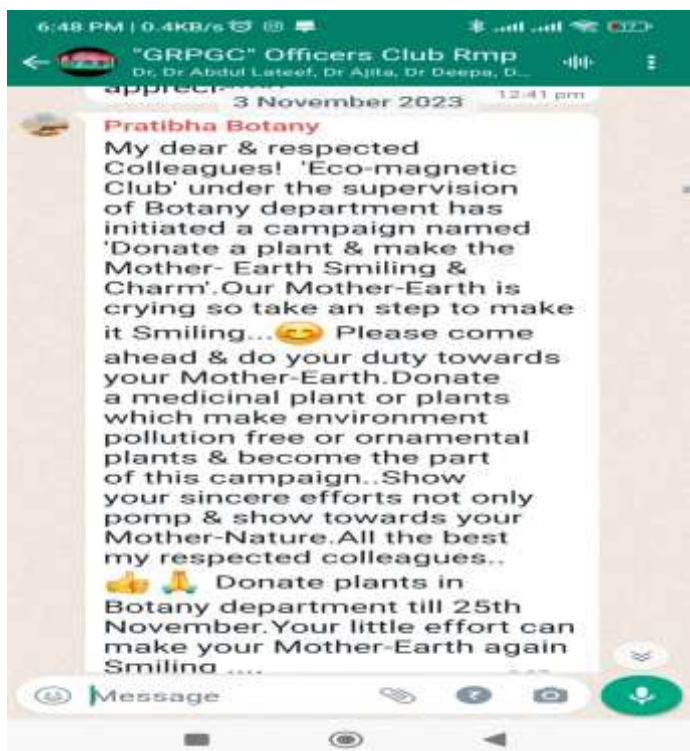 6:48 PM | 0.4KB/s
"GRPGC" Officers Club Rmp
Dr, Dr Abdul Lateef, Dr Ajita, Dr Deepa, D...
12:41 pm
3 November 2023
Pratibha Botany
My dear & respected
Colleagues! 'Eco-magnetic
Club' under the supervision
of Botany department has
initiated a campaign named
'Donate a plant & make the
Mother- Earth Smiling &
Charm'.Our Mother-Earth is
crying so take an step to make
it Smiling...😊 Please come
ahead & do your duty towards
your Mother-Earth.Donate
a medicinal plant or plants
which make environment
pollution free or ornamental
plants & become the part
of this campaign..Show
your sincere efforts not only
pomp & show towards your
Mother-Nature.All the best
my respected colleagues..
👍 🙏 Donate plants in
Botany department till 25th
November.Your little effort can
make your Mother-Earth again
Smiling ....
Message